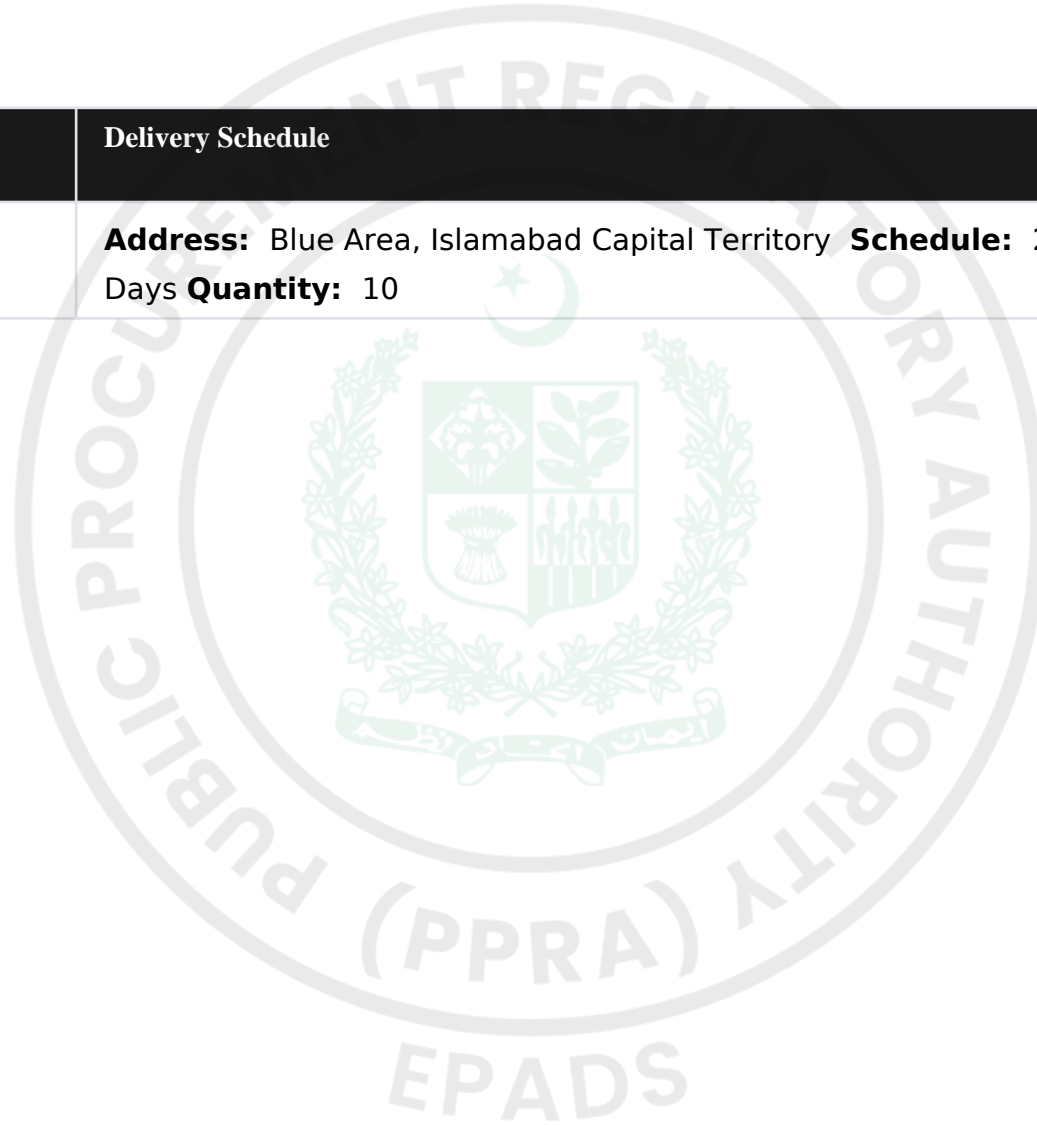 Delivery Schedule
Address: Blue Area, Islamabad Capital Territory Schedule:
Days Quantity: 10
PUBLIC PROCUREMENT REGULATORY AUTHORITY
(PPRA)
EPADS